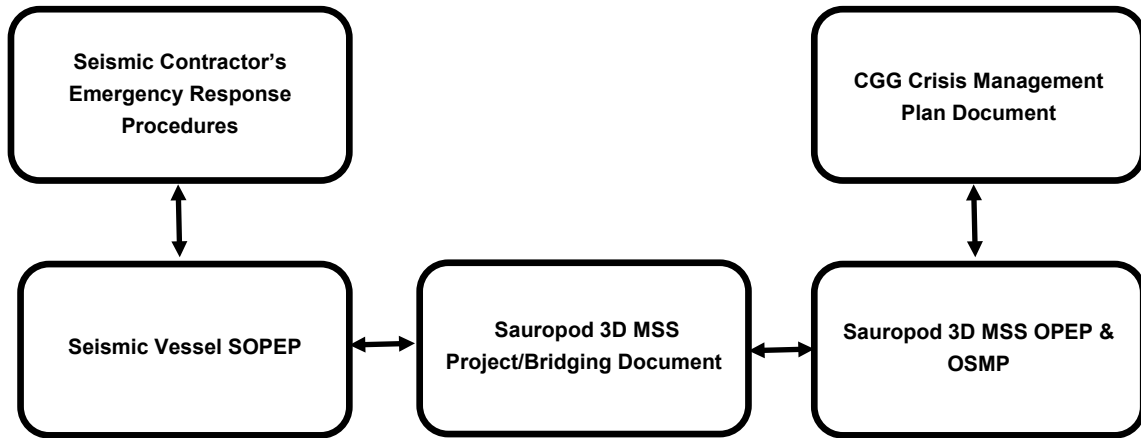 Seismic Contractor’s
Emergency Response
Procedures
CGG Crisis Management
Plan Document
Seismic Vessel SOPEP
Sauropod 3D MSS
Project/Bridging Document
Sauropod 3D MSS OPEP &
OSMP